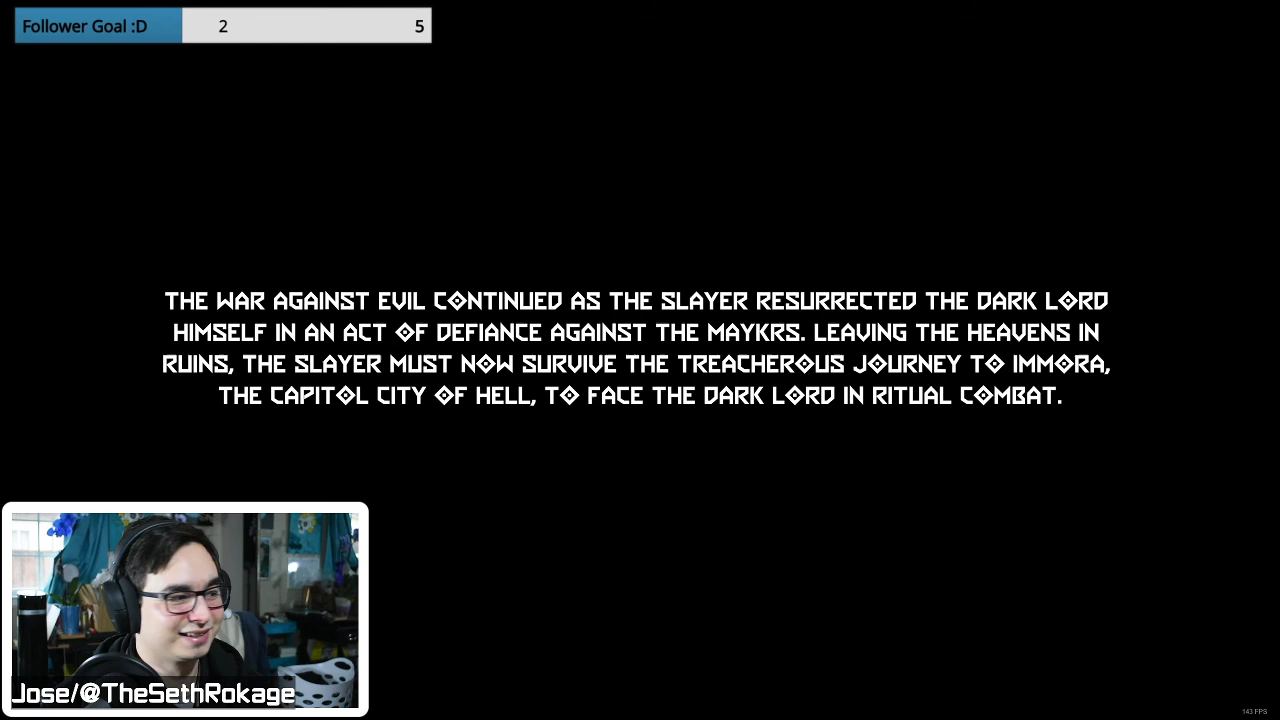 Follower Goal :D 2 5
THE WAR AGAINST EVIL CONTINUED AS THE SLAYER RESURRECTED THE DARK LORD
HIMSELF IN AN ACT OF DEFIANCE AGAINST THE MAYKRS. LEAVING THE HEAVENS IN
RUINS, THE SLAYER MUST NOW SURVIVE THE TREACHEROUS JOURNEY TO IMMORA,
THE CAPITOL CITY OF HELL, TO FACE THE DARK LORD IN RITUAL COMBAT.
Jose/@TheSethRokage
143 FPS